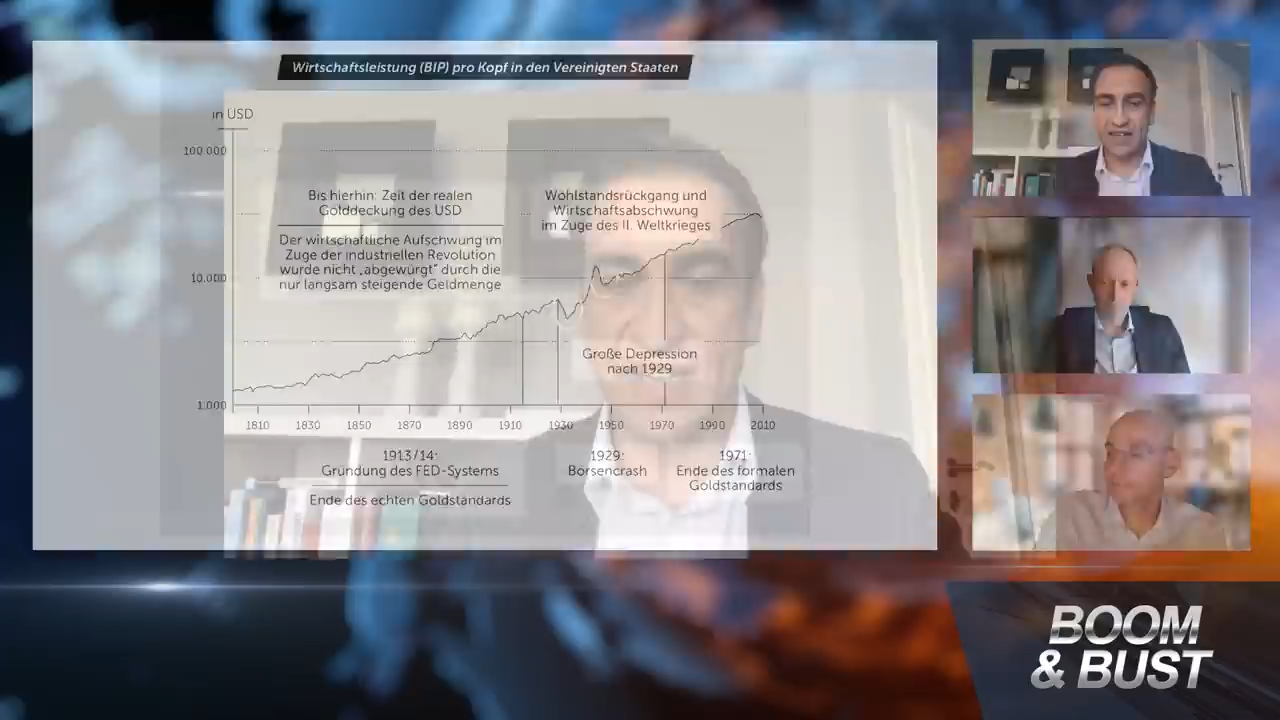 Wirtschaftsleistung (BIP) pro Kopf in den Vereinigten Staaten
in USD
100.000
10.000
1.000
Bis hierhin: Zeit der realen
Golddeckung des USD
Der wirtschaftliche Aufschwung im
Zuge der industriellen Revolution
wurde nicht „abgewürgt“ durch die
nur langsam steigende Geldmenge
Wohlstandsrückgang und
Wirtschaftsabschwung
im Zuge des II. Weltkrieges
Große Depression
nach 1929
1810 1830 1850 1870 1890 1910 1930 1950 1970 1990 2010
1913/14:
Gründung des FED-Systems
Ende des echten Goldstandards
1929:
Börsencrash
1971:
Ende des formalen
Goldstandards
BOOM
& BUST